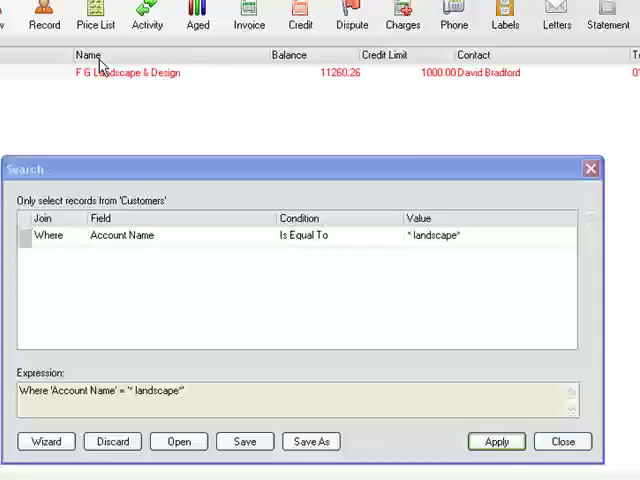 Record Price List Activity Aged Invoice Credit Dispute Charges Phone Labels Letters Statement
Name Balance Credit Limit Contact
F G Landscape & Design 11260.26 1000.00 David Bradford
Search
Only select records from 'Customers'
Join Field Condition Value
Where Account Name Is Equal To * landscape*
Expression:
Where 'Account Name' = '* landscape*'
Wizard Discard Open Save Save As Apply Close